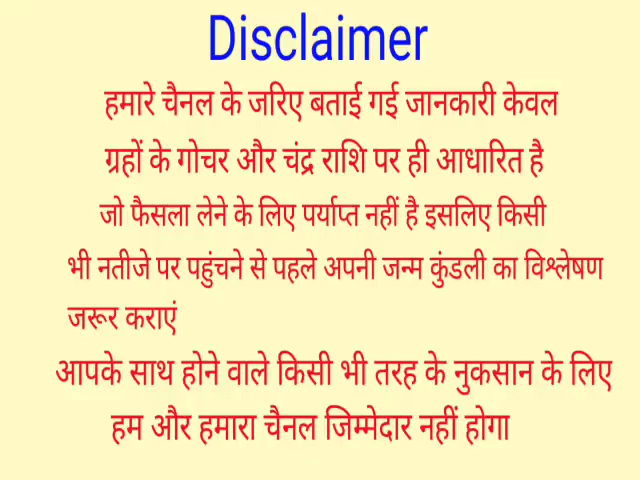 Disclaimer
हमारे चैनल के जरिए बताई गई जानकारी केवल
ग्रहों के गोचर और चंद्र राशि पर ही आधारित है
जो फैसला लेने के लिए पर्याप्त नहीं है इसलिए किसी
भी नतीजे पर पहुंचने से पहले अपनी जन्म कुंडली का विश्लेषण
जरूर कराएं
आपके साथ होने वाले किसी भी तरह के नुकसान के लिए
हम और हमारा चैनल जिम्मेदार नहीं होगा